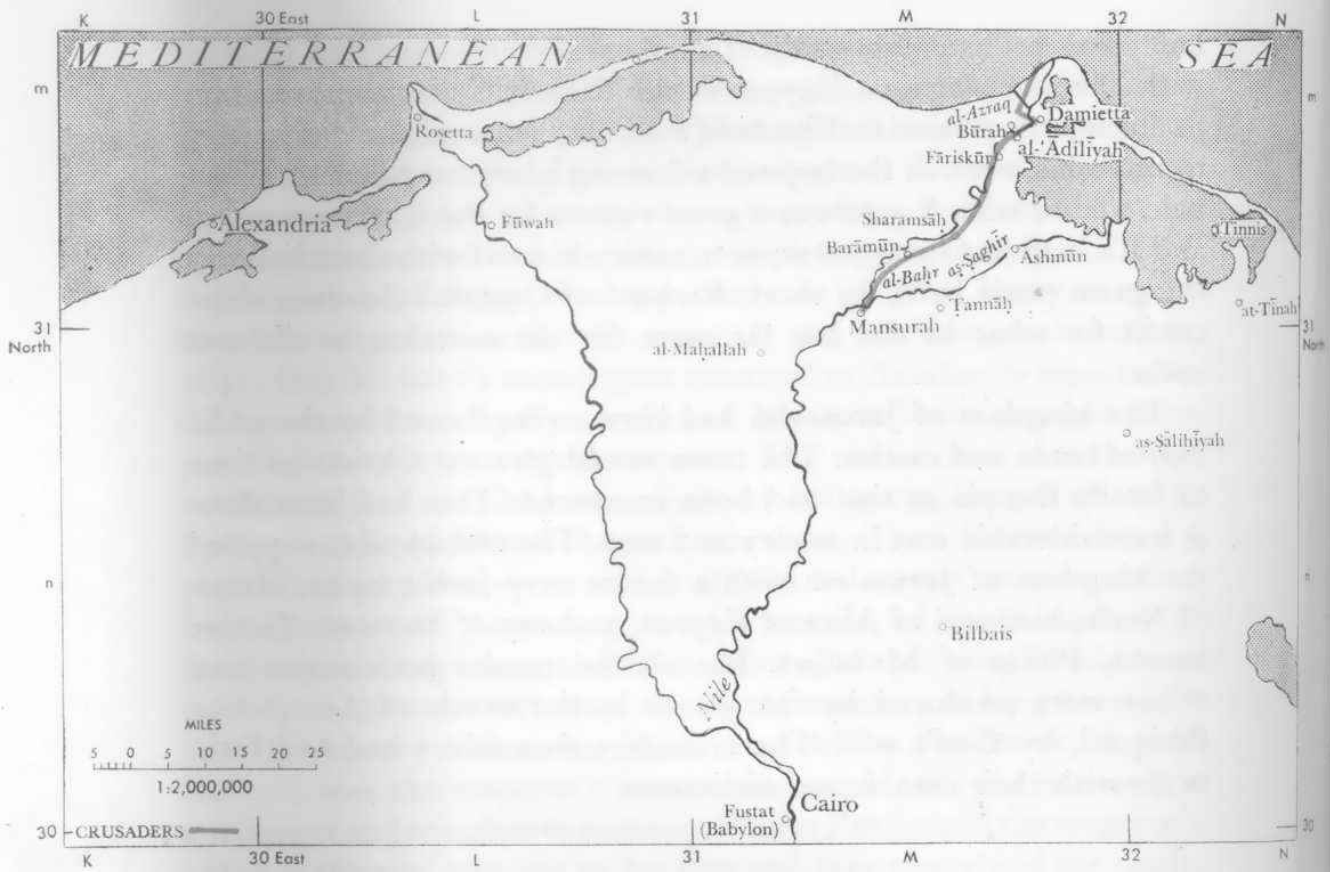 K 30 East L 31 M 32 N
MEDITERRANEAN SEA
m m
Rosetta
al-Azraq
Damietta
Būrah
al-‘Ādilīyah
Fāriskūr
Alexandria
Fūwah
Sharamsāh
Tinnis
Barāmūn
al-Bahr as-Saghīr
Ashmūn
at-Tīnah
Tannāh
Mansurah
31
North
31
North
al-Mahallah
as-Sālihīyah
n n
Bilbais
Nile
MILES
5 0 5 10 15 20 25
1:2,000,000
Cairo
Fustat
(Babylon)
30 CRUSADERS 30
K 30 East L 31 M 32 N